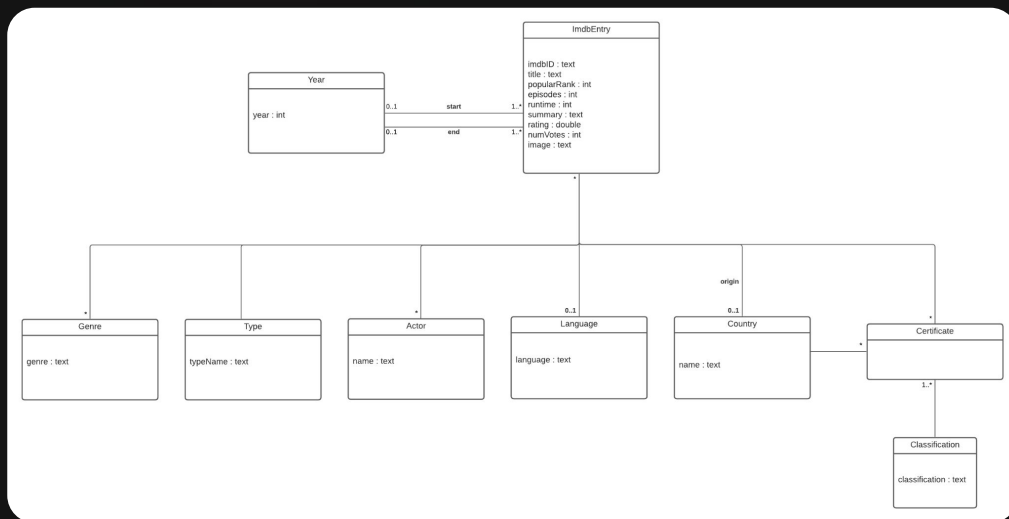 ImdbEntry
imdbID : text
title : text
popularRank : int
episodes : int
runtime : int
summary : text
rating : double
numVotes : int
image : text
Year
year : int
0..1 start 1..*
0..1 end 1..*
*
origin
* * 0..1 0..1 *
Genre
genre : text
Type
typeName : text
Actor
name : text
Language
language : text
Country
name : text
*
Certificate
1..*
Classification
classification : text